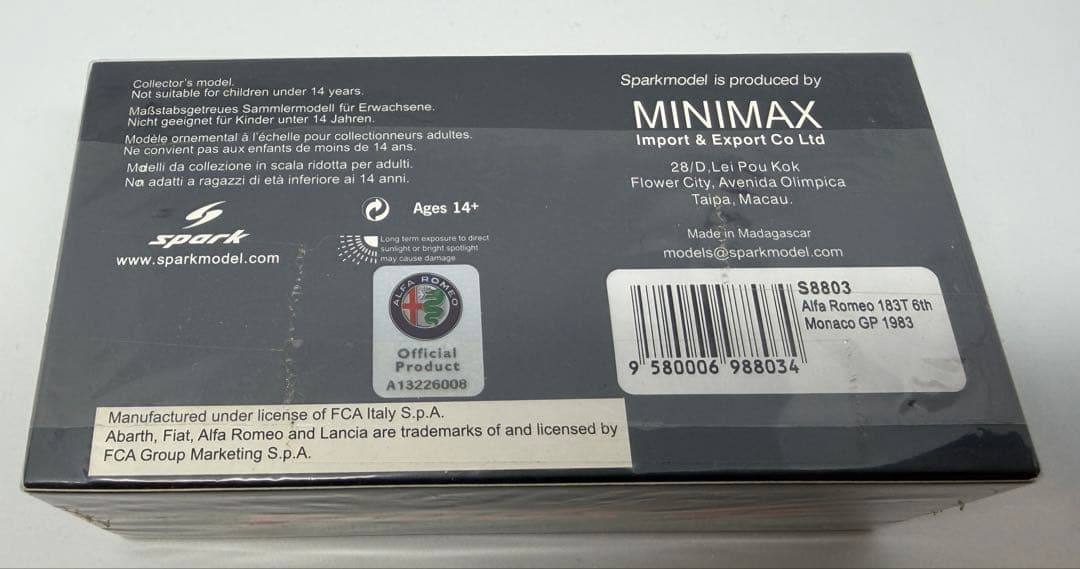 Collector's model.
Not suitable for children under 14 years.
Maßstabsgetreues Sammlermodell für Erwachsene.
Nicht geeignet für Kinder unter 14 Jahren.
Modèle ornemental à l'échelle pour collectionneurs adultes.
Ne convient pas aux enfants de moins de 14 ans.
Modelli da collezione in scala ridotta per adulti.
Non adatti a ragazzi di età inferiore ai 14 anni.
spark
www.sparkmodel.com
Ages 14+
Long term exposure to direct
sunlight or bright spotlight
may cause damage
ALFA ROMEO
Official
Product
A13226008
Manufactured under license of FCA Italy S.p.A.
Abarth, Fiat, Alfa Romeo and Lancia are trademarks of and licensed by
FCA Group Marketing S.p.A.
Sparkmodel is produced by
MINIMAX
Import & Export Co Ltd
28/D,Lei Pou Kok
Flower City, Avenida Olimpica
Taipa, Macau.
Made in Madagascar
models@sparkmodel.com
S8803
Alfa Romeo 183T 6th
Monaco GP 1983
9 580006 988034